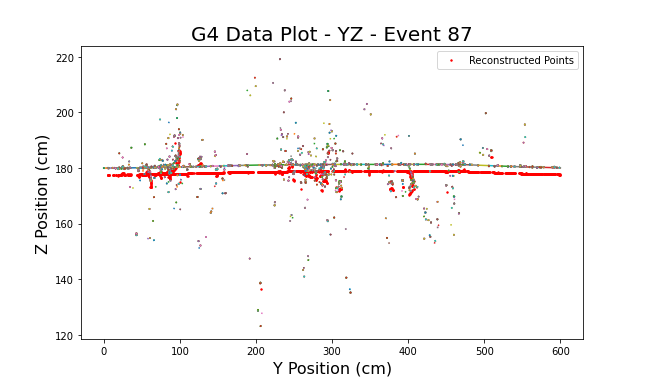 G4 Data Plot - YZ - Event 87
Reconstructed Points
Z Position (cm)
220
200
180
160
140
120
0 100 200 300 400 500 600
Y Position (cm)